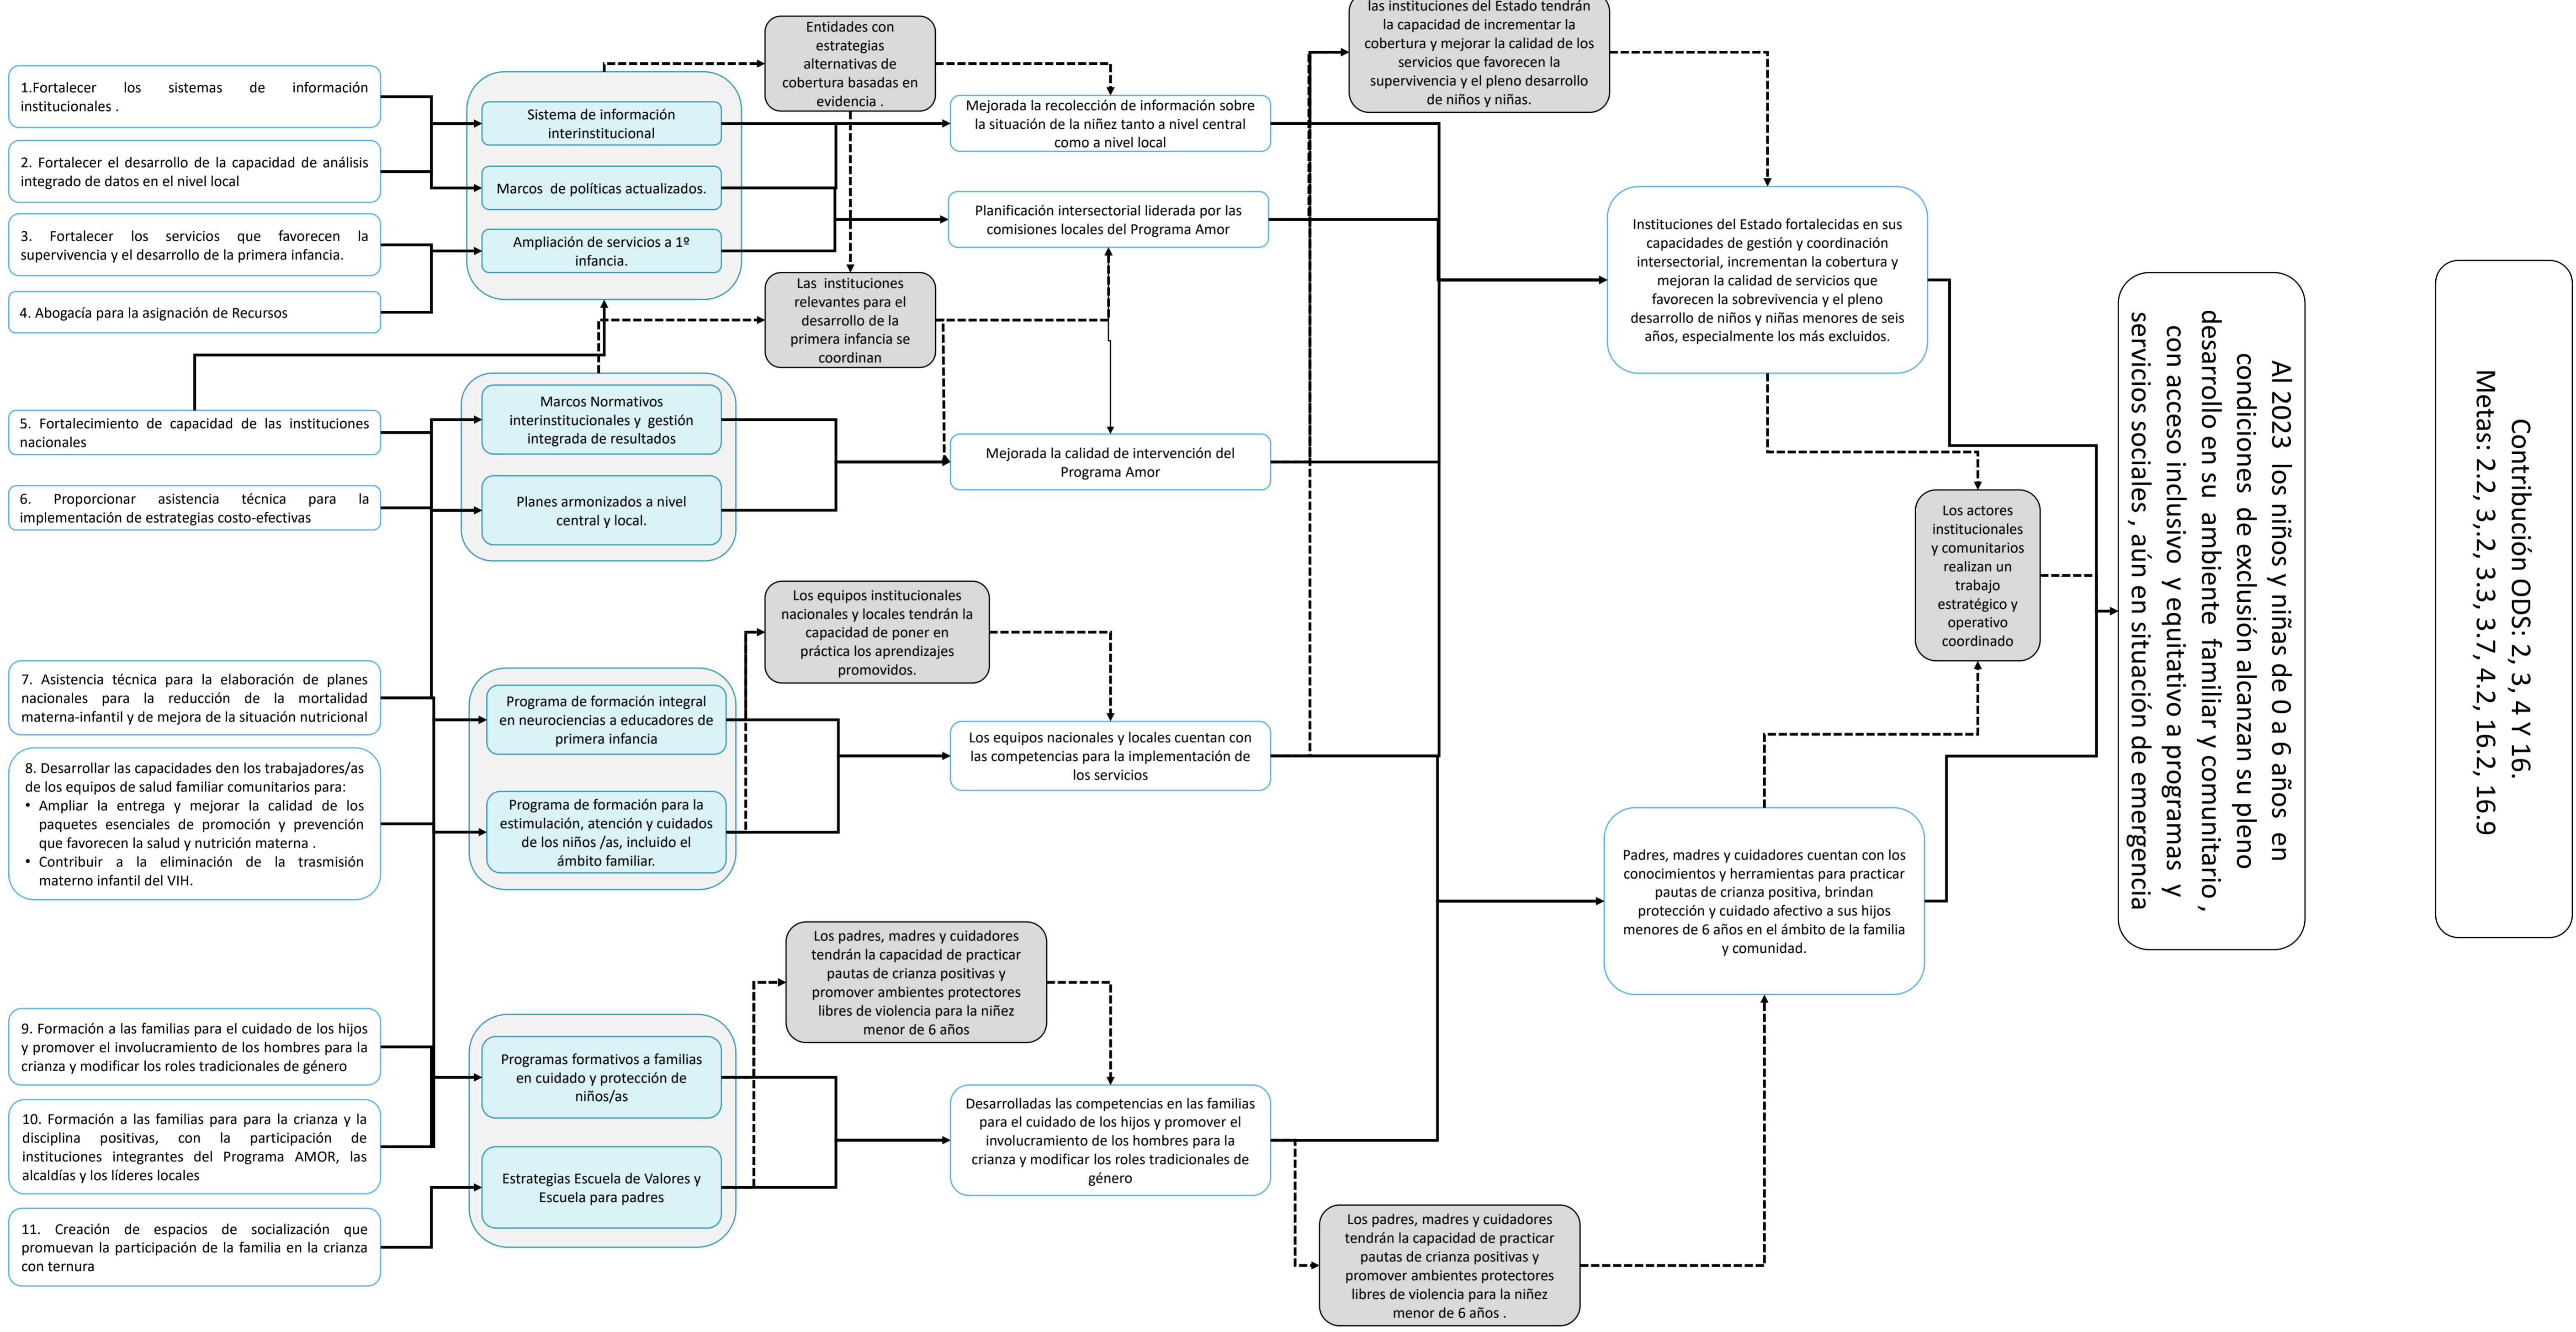 1.Fortalecer los sistemas de información
institucionales .
2. Fortalecer el desarrollo de la capacidad de análisis
integrado de datos en el nivel local
3. Fortalecer los servicios que favorecen la
supervivencia y el desarrollo de la primera infancia.
4. Abogacía para la asignación de Recursos
5. Fortalecimiento de capacidad de las instituciones
nacionales
6. Proporcionar asistencia técnica para la
implementación de estrategias costo-efectivas
7. Asistencia técnica para la elaboración de planes
nacionales para la reducción de la mortalidad
materna-infantil y de mejora de la situación nutricional
8. Desarrollar las capacidades den los trabajadores/as
de los equipos de salud familiar comunitarios para:
• Ampliar la entrega y mejorar la calidad de los
paquetes esenciales de promoción y prevención
que favorecen la salud y nutrición materna .
• Contribuir a la eliminación de la trasmisión
materno infantil del VIH.
9. Formación a las familias para el cuidado de los hijos
y promover el involucramiento de los hombres para la
crianza y modificar los roles tradicionales de género
10. Formación a las familias para para la crianza y la
disciplina positivas, con la participación de
instituciones integrantes del Programa AMOR, las
alcaldías y los líderes locales
11. Creación de espacios de socialización que
promuevan la participación de la familia en la crianza
con ternura
Sistema de información
interinstitucional
Marcos de políticas actualizados.
Ampliación de servicios a 1º
infancia.
Marcos Normativos
interinstitucionales y gestión
integrada de resultados
Planes armonizados a nivel
central y local.
Programa de formación integral
en neurociencias a educadores de
primera infancia
Programa de formación para la
estimulación, atención y cuidados
de los niños /as, incluido el
ámbito familiar.
Programas formativos a familias
en cuidado y protección de
niños/as
Estrategias Escuela de Valores y
Escuela para padres
Entidades con
estrategias
alternativas de
cobertura basadas en
evidencia .
Las instituciones
relevantes para el
desarrollo de la
primera infancia se
coordinan
Los equipos institucionales
nacionales y locales tendrán la
capacidad de poner en
práctica los aprendizajes
promovidos.
Los padres, madres y cuidadores
tendrán la capacidad de practicar
pautas de crianza positivas y
promover ambientes protectores
libres de violencia para la niñez
menor de 6 años
Mejorada la recolección de información sobre
la situación de la niñez tanto a nivel central
como a nivel local
Planificación intersectorial liderada por las
comisiones locales del Programa Amor
Mejorada la calidad de intervención del
Programa Amor
Los equipos nacionales y locales cuentan con
las competencias para la implementación de
los servicios
Desarrolladas las competencias en las familias
para el cuidado de los hijos y promover el
involucramiento de los hombres para la
crianza y modificar los roles tradicionales de
género
las instituciones del Estado tendrán
la capacidad de incrementar la
cobertura y mejorar la calidad de los
servicios que favorecen la
supervivencia y el pleno desarrollo
de niños y niñas.
Los padres, madres y cuidadores
tendrán la capacidad de practicar
pautas de crianza positivas y
promover ambientes protectores
libres de violencia para la niñez
menor de 6 años .
Instituciones del Estado fortalecidas en sus
capacidades de gestión y coordinación
intersectorial, incrementan la cobertura y
mejoran la calidad de servicios que
favorecen la sobrevivencia y el pleno
desarrollo de niños y niñas menores de seis
años, especialmente los más excluidos.
Padres, madres y cuidadores cuentan con los
conocimientos y herramientas para practicar
pautas de crianza positiva, brindan
protección y cuidado afectivo a sus hijos
menores de 6 años en el ámbito de la familia
y comunidad.
Los actores
institucionales
y comunitarios
realizan un
trabajo
estratégico y
operativo
coordinado
Al 2023 los niños y niñas de 0 a 6 años en
condiciones de exclusión alcanzan su pleno
desarrollo en su ambiente familiar y comunitario ,
con acceso inclusivo y equitativo a programas y
servicios sociales , aún en situación de emergencia
Contribución ODS: 2, 3, 4 Y 16.
Metas: 2.2, 3,.2, 3.3, 3.7, 4.2, 16.2, 16.9